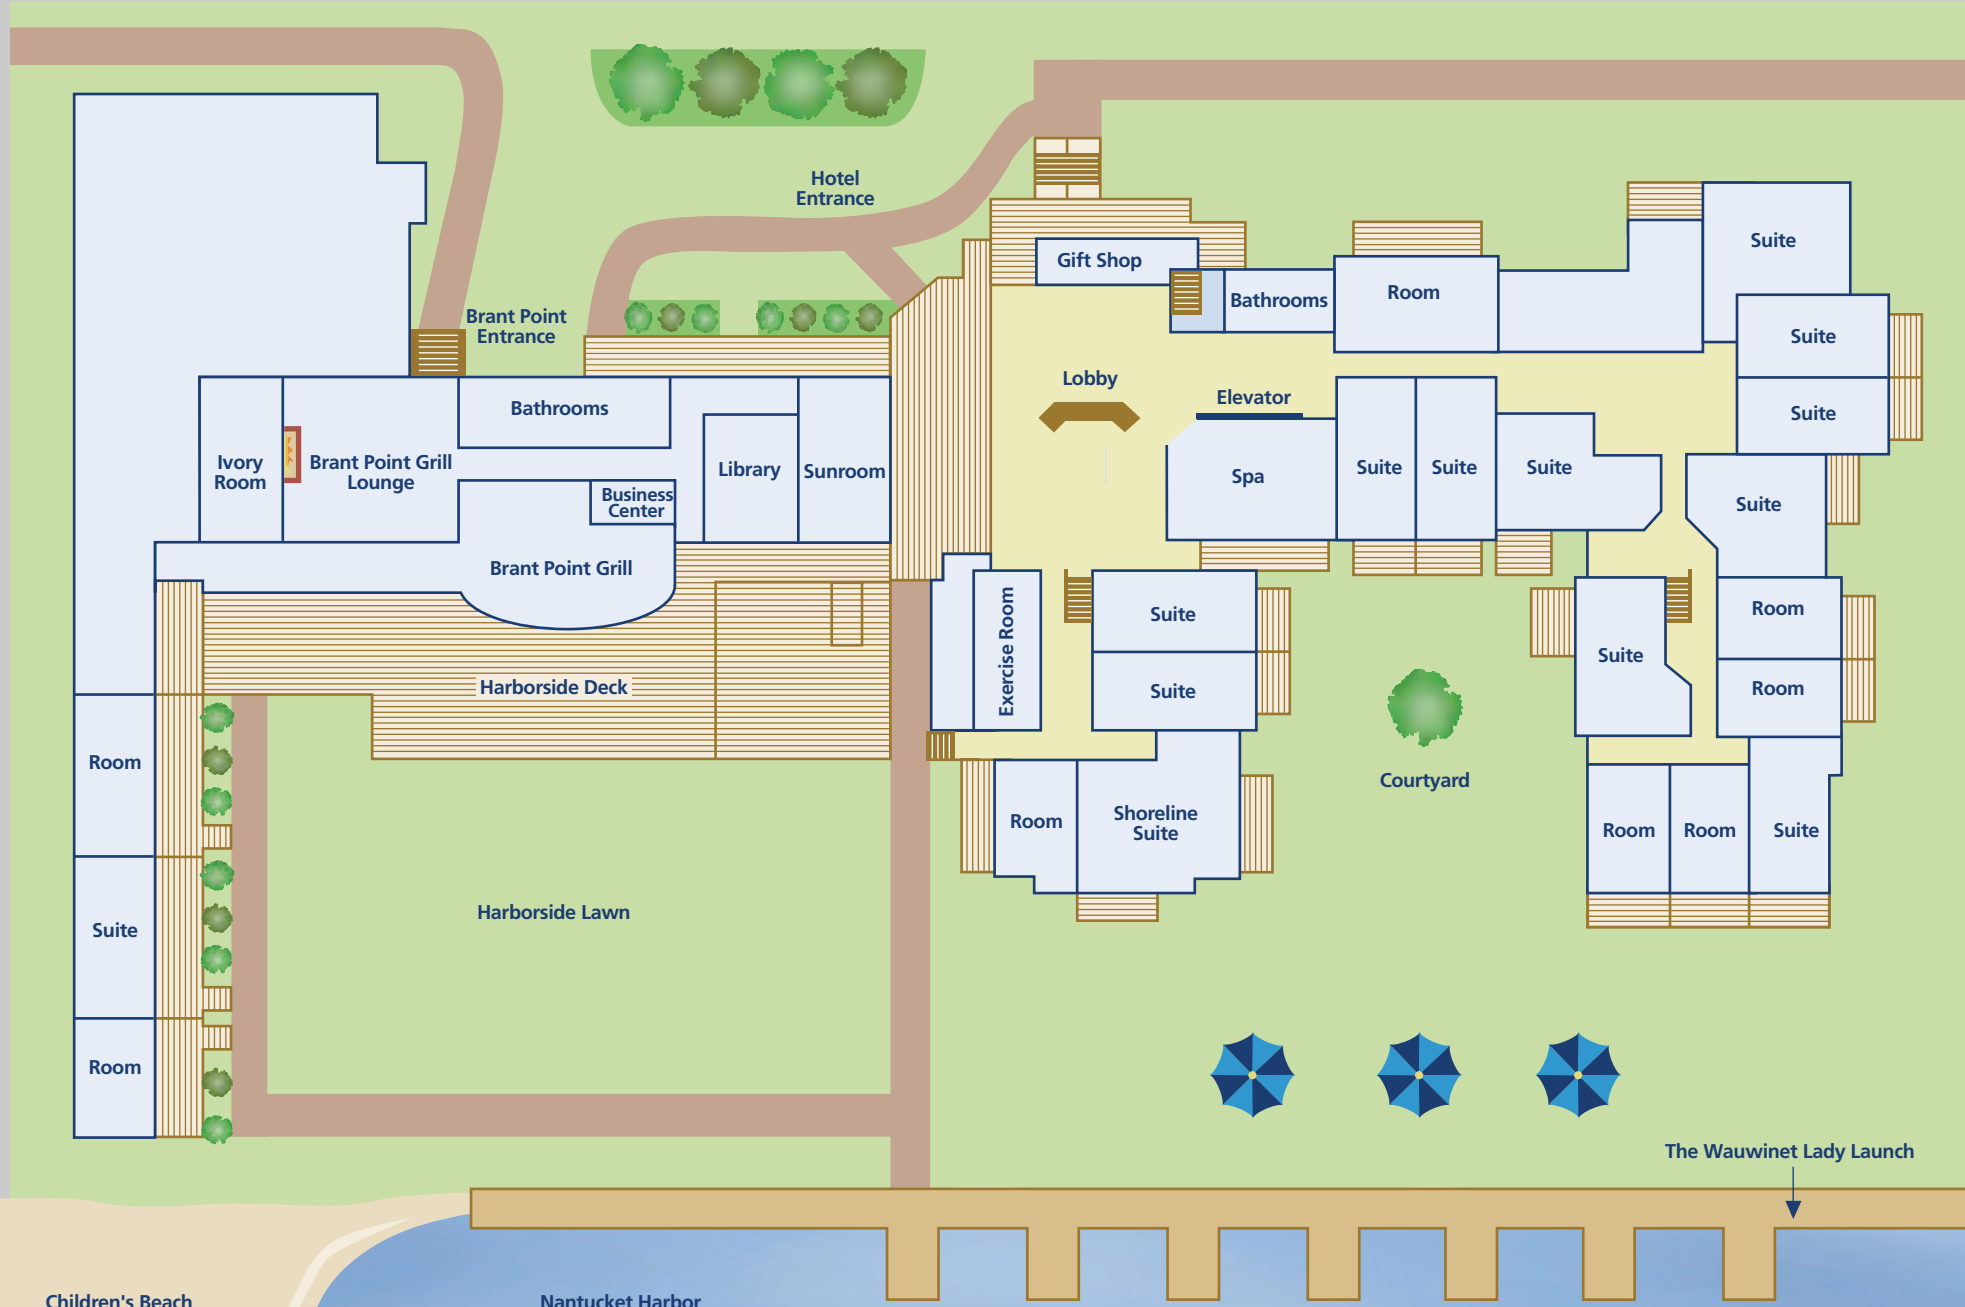 Hotel
Entrance
Gift Shop
Bathrooms
Room
Suite
Suite
Suite
Brant Point
Entrance
Lobby
Elevator
Bathrooms
Ivory
Room
Brant Point Grill
Lounge
Library
Sunroom
Business
Center
Spa
Suite
Suite
Suite
Suite
Brant Point Grill
Exercise Room
Suite
Suite
Suite
Room
Room
Harborside Deck
Room
Courtyard
Room
Shoreline
Suite
Room
Room
Suite
Suite
Harborside Lawn
Room
The Wauwinet Lady Launch
Children's Beach
Nantucket Harbor